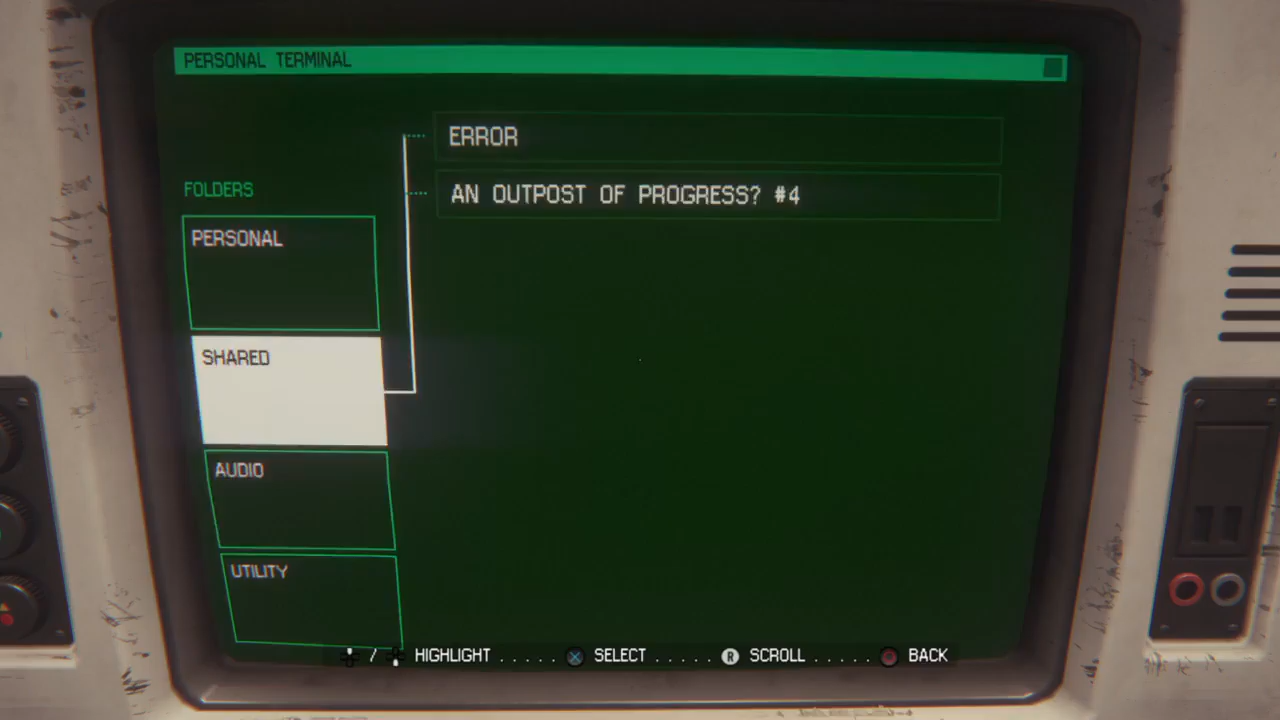 PERSONAL TERMINAL
ERROR
AN OUTPOST OF PROGRESS? #4
FOLDERS
PERSONAL
SHARED
AUDIO
UTILITY
/ HIGHLIGHT . . . . . SELECT . . . . . R SCROLL . . . . . BACK